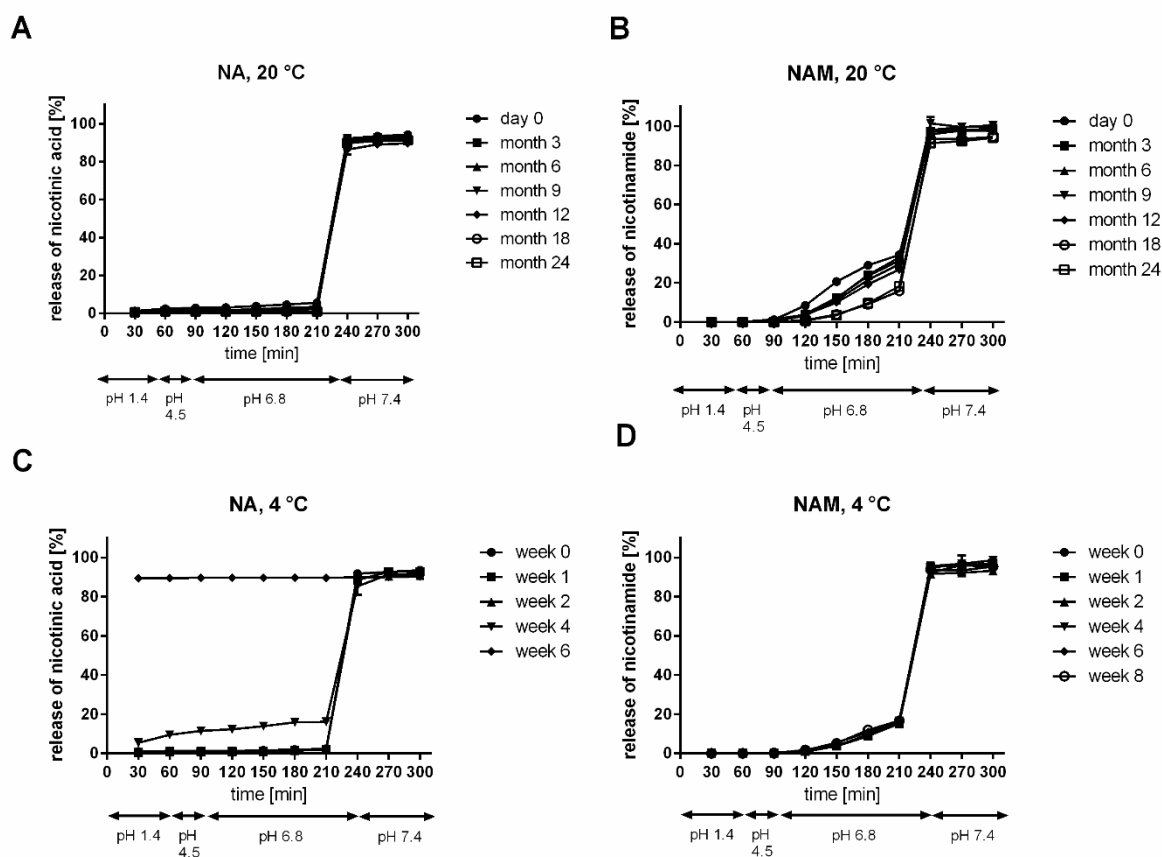 A
NA, 20 °C
release of nicotinic acid [%]
100
80
60
40
20
0
0 30 60 90 120 150 180 210 240 270 300
time [min]
pH 1.4
pH
4.5
pH 6.8
pH 7.4
day 0
month 3
month 6
month 9
month 12
month 18
month 24
B
NAM, 20 °C
release of nicotinamide [%]
100
80
60
40
20
0
0 30 60 90 120 150 180 210 240 270 300
time [min]
pH 1.4
pH
4.5
pH 6.8
pH 7.4
day 0
month 3
month 6
month 9
month 12
month 18
month 24
C
NA, 4 °C
release of nicotinic acid [%]
100
80
60
40
20
0
0 30 60 90 120 150 180 210 240 270 300
time [min]
pH 1.4
pH
4.5
pH 6.8
pH 7.4
week 0
week 1
week 2
week 4
week 6
D
NAM, 4 °C
release of nicotinamide [%]
100
80
60
40
20
0
0 30 60 90 120 150 180 210 240 270 300
time [min]
pH 1.4
pH
4.5
pH 6.8
pH 7.4
week 0
week 1
week 2
week 4
week 6
week 8